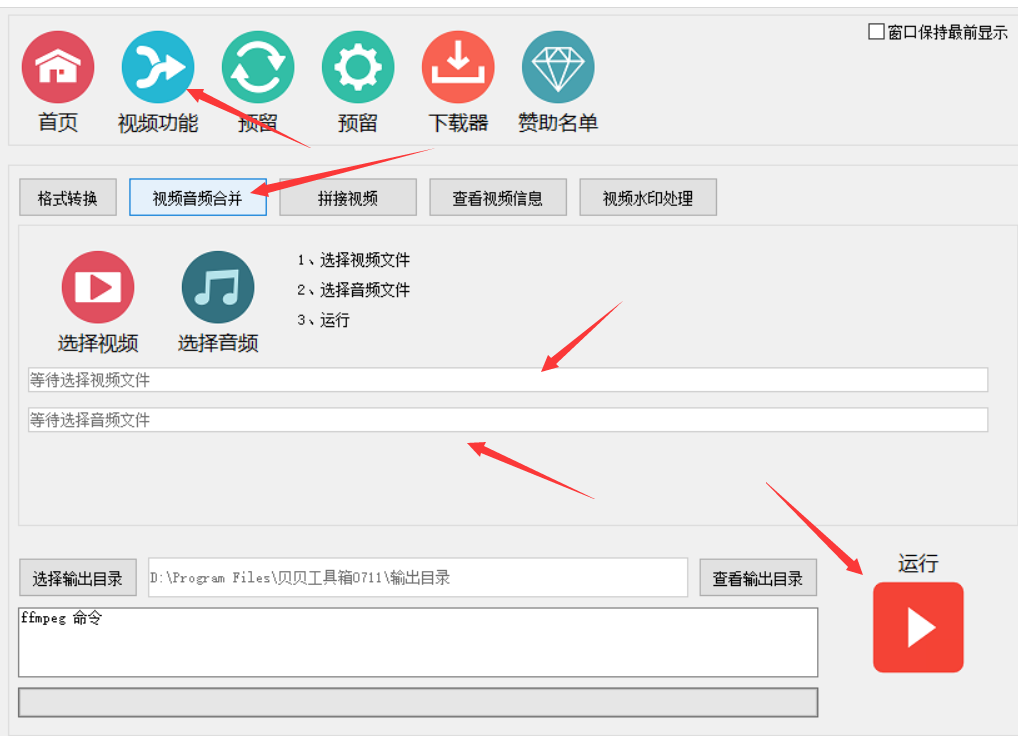 窗口保持最前显示
首页 视频功能 预留 预留 下载器 赞助名单
格式转换 视频音频合并 拼接视频 查看视频信息 视频水印处理
1、选择视频文件
2、选择音频文件
3、运行
选择视频 选择音频
等待选择视频文件
等待选择音频文件
运行
选择输出目录 D:\Program Files\贝贝工具箱0711\输出目录 查看输出目录
ffmpeg 命令